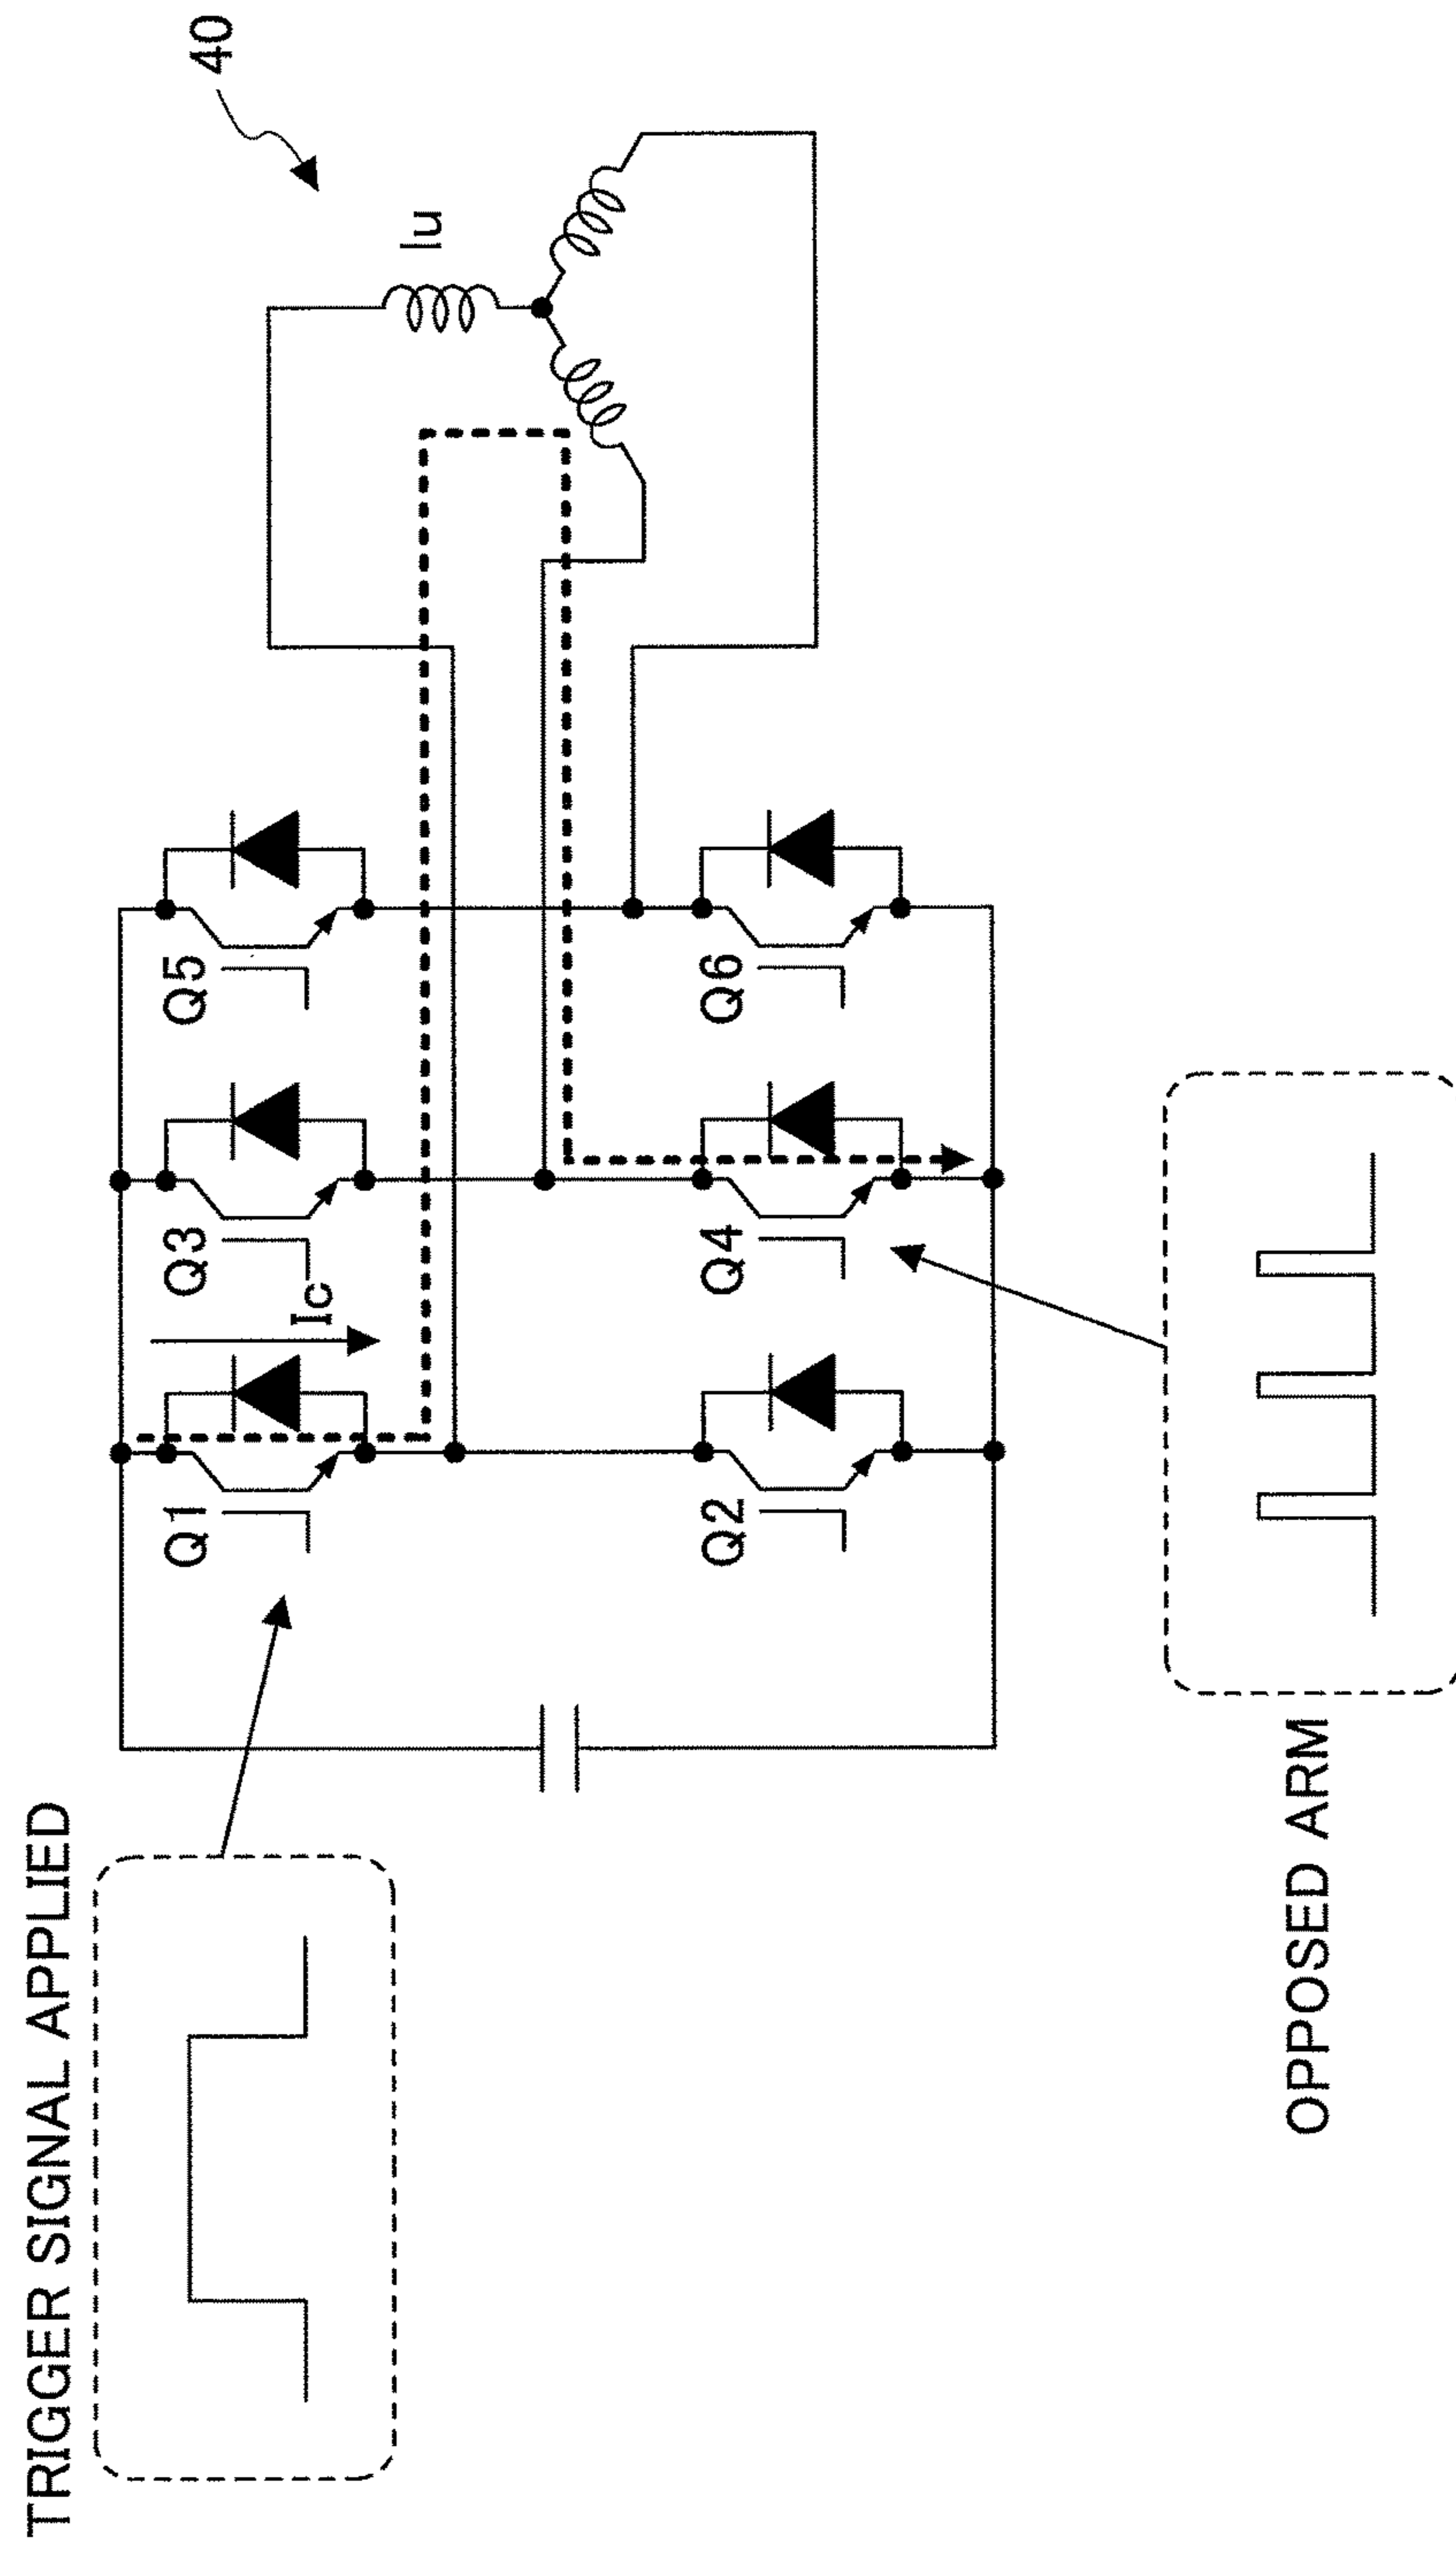 TRIGGER SIGNAL APPLIED
40
Iu
Q1
Q3
Q5
Ic
Q2
Q4
Q6
OPPOSED ARM